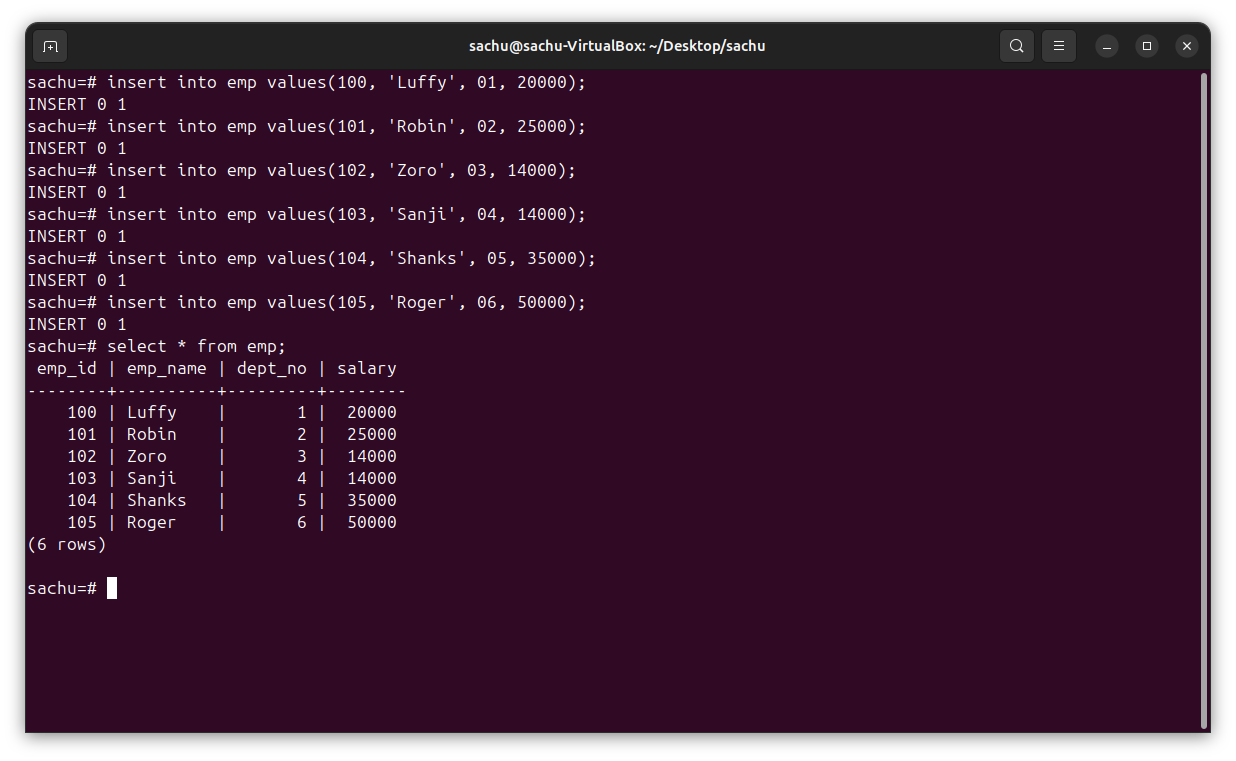 sachu@sachu-VirtualBox: ~/Desktop/sachu
sachu=# insert into emp values(100, 'Luffy', 01, 20000);
INSERT 0 1
sachu=# insert into emp values(101, 'Robin', 02, 25000);
INSERT 0 1
sachu=# insert into emp values(102, 'Zoro', 03, 14000);
INSERT 0 1
sachu=# insert into emp values(103, 'Sanji', 04, 14000);
INSERT 0 1
sachu=# insert into emp values(104, 'Shanks', 05, 35000);
INSERT 0 1
sachu=# insert into emp values(105, 'Roger', 06, 50000);
INSERT 0 1
sachu=# select * from emp;
 emp_id | emp_name | dept_no | salary
--------+----------+---------+--------
    100 | Luffy    |       1 |  20000
    101 | Robin    |       2 |  25000
    102 | Zoro     |       3 |  14000
    103 | Sanji    |       4 |  14000
    104 | Shanks   |       5 |  35000
    105 | Roger    |       6 |  50000
(6 rows)
sachu=#